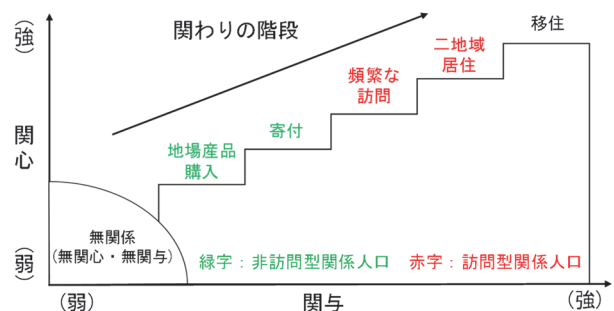 (強)
関わりの階段
移住
二地域
居住
頻繁な
訪問
寄付
地場産品
購入
関心
無関係
(無関心・無関与)
緑字：非訪問型関係人口
赤字：訪問型関係人口
(弱)
(弱)
関与
(強)